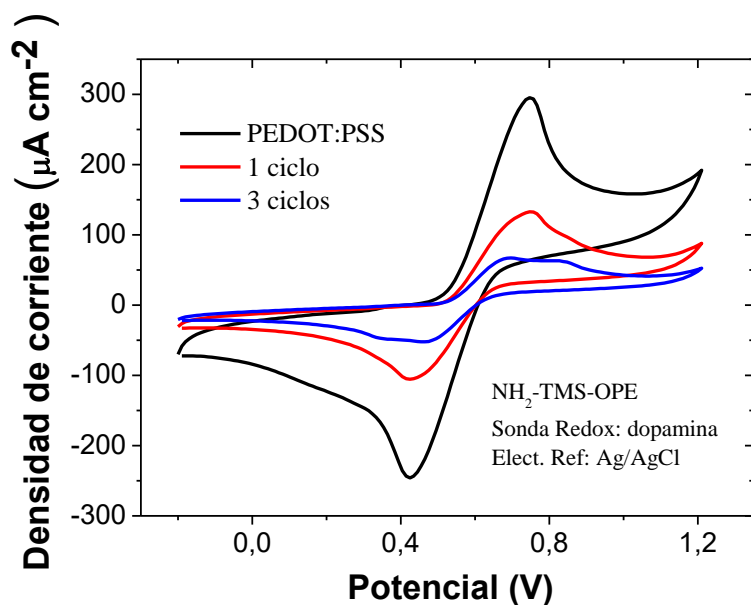 Densidad de corriente (μA cm-2)
300
200
100
0
-100
-200
-300
PEDOT:PSS
1 ciclo
3 ciclos
NH2-TMS-OPE
Sonda Redox: dopamina
Elect. Ref: Ag/AgCl
0,0
0,4
0,8
1,2
Potencial (V)